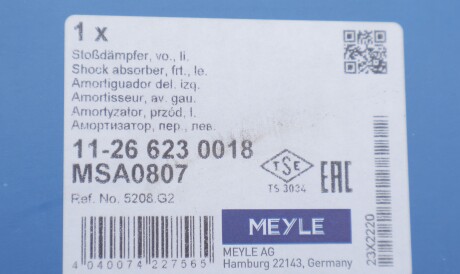 1 x
Stoßdämpfer, vo., li.
Shock absorber, frt., le.
Amortiguador del. izq.
Amortisseur, av. gau.
Amortyzator, przód, l.
Амортизатор, пер., лев.
11-26 623 0018
MSA0807
Ref. No. 5208.G2
TSE
TS 3034
EAC
MEYLE
MEYLE AG
Hamburg 22143, Germany
23X2220
4 040074 227565